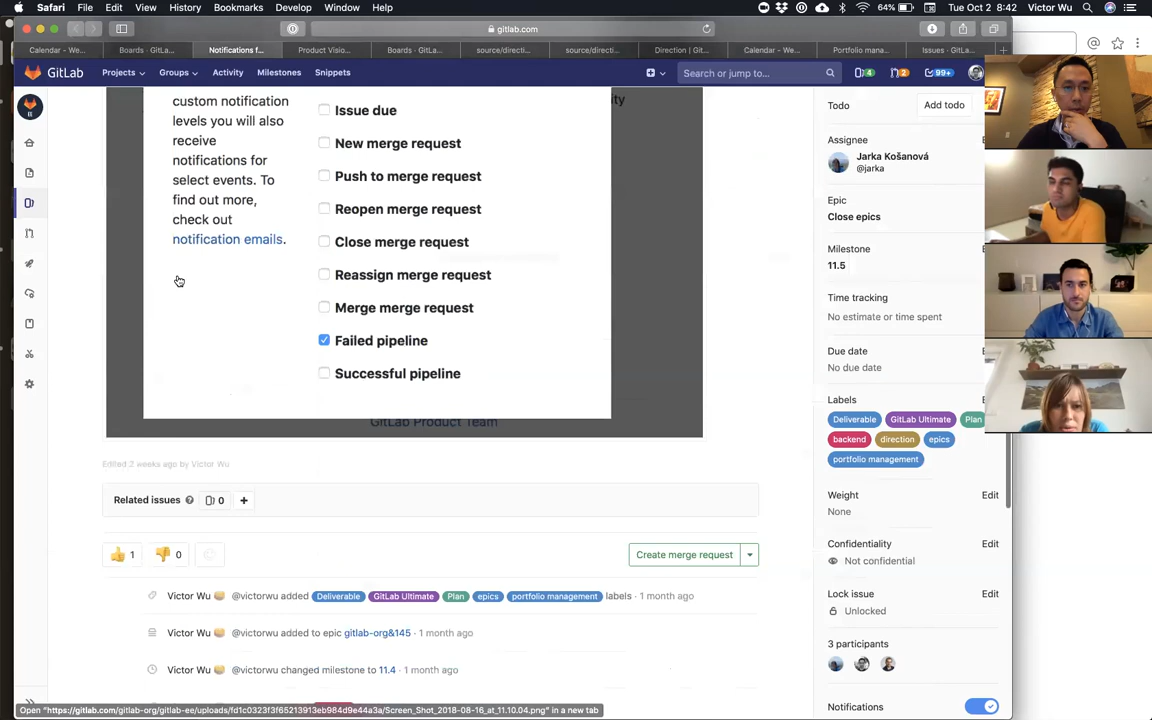 Safari File Edit View History Bookmarks Develop Window Help 64% Tue Oct 2 8:42 Victor Wu
gitlab.com
Calendar - We... Boards · GitLa... Notifications f... Product Visio... Boards · GitLa... source/directi... source/directi... Direction | Git... Calendar - We... Portfolio mana... Issues · GitLa...
GitLab Projects Groups Activity Milestones Snippets Search or jump to... 4 2 99+
custom notification
levels you will also
receive
notifications for
select events. To
find out more,
check out
notification emails.
Issue due
New merge request
Push to merge request
Reopen merge request
Close merge request
Reassign merge request
Merge merge request
Failed pipeline
Successful pipeline
GitLab Product Team
Edited 2 weeks ago by Victor Wu
Related issues 0 +
1 0
Create merge request
Victor Wu @victorwu added Deliverable GitLab Ultimate Plan epics portfolio management labels · 1 month ago
Victor Wu @victorwu added to epic gitlab-org&145 · 1 month ago
Victor Wu @victorwu changed milestone to 11.4 · 1 month ago
Todo Add todo
Assignee
Jarka Košanová
@jarka
Epic
Close epics
Milestone
11.5
Time tracking
No estimate or time spent
Due date
No due date
Labels
Deliverable GitLab Ultimate Plan
backend direction epics
portfolio management
Weight Edit
None
Confidentiality Edit
Not confidential
Lock issue Edit
Unlocked
3 participants
Notifications
Open "https://gitlab.com/gitlab-org/gitlab-ee/uploads/fd1c0323f3f65213913eb984d9e44a3a/Screen_Shot_2018-08-16_at_11.10.04.png" in a new tab